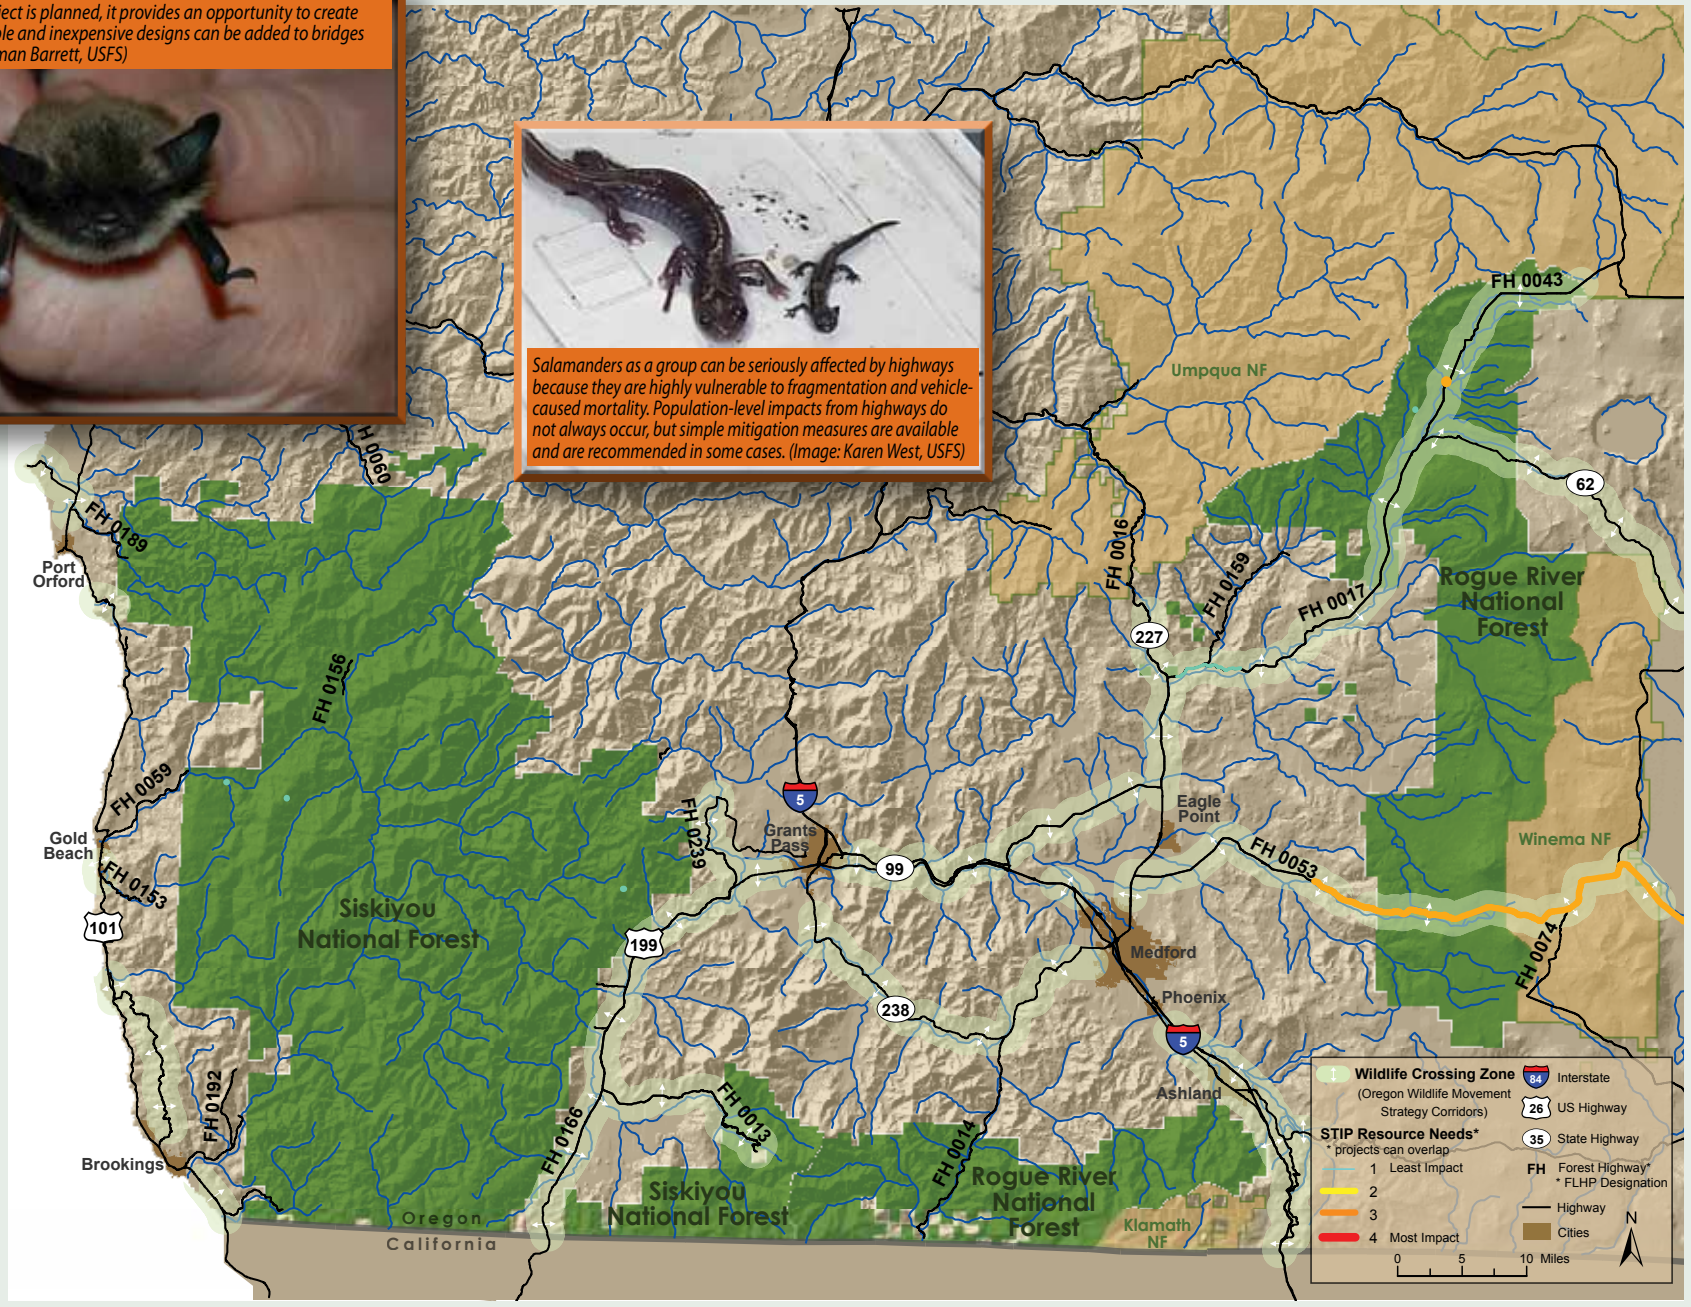 ject is planned, it provides an opportunity to create
ble and inexpensive designs can be added to bridges
man Barrett, USFS)
Salamanders as a group can be seriously affected by highways
because they are highly vulnerable to fragmentation and vehicle-
caused mortality. Population-level impacts from highways do
not always occur, but simple mitigation measures are available
and are recommended in some cases. (Image: Karen West, USFS)
FH 0043
Umpqua NF
H 0060
62
FH 0189
FH 0016
Port
Orford
FH 0159
Rogue River
National
Forest
FH 0017
227
FH 0156
FH 0059
5
Eagle
Point
Gold
Beach
FH 0239
Grants
Pass
Winema NF
99
FH 0053
FH 0153
Siskiyou
National Forest
101
199
Medford
FH 0074
Phoenix
238
5
Ashland
FH 0192
FH 0013
FH 0166
FH 0014
Brookings
Siskiyou
National Forest
Rogue River
National
Forest
Klamath
NF
Oregon
California
Wildlife Crossing Zone
(Oregon Wildlife Movement
Strategy Corridors)
STIP Resource Needs*
* projects can overlap
1 Least Impact
2
3
4 Most Impact
84 Interstate
26 US Highway
35 State Highway
FH Forest Highway*
* FLHP Designation
Highway
Cities
N
0 5 10 Miles